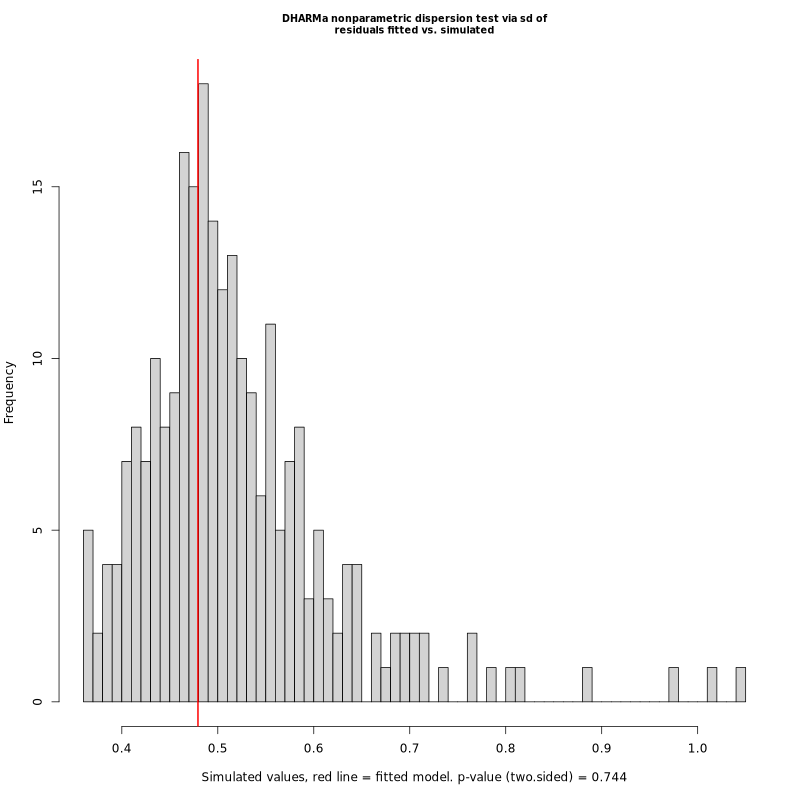 DHARMa nonparametric dispersion test via sd of
residuals fitted vs. simulated
15
10
5
0
Frequency
0.4 0.5 0.6 0.7 0.8 0.9 1.0
Simulated values, red line = fitted model. p-value (two.sided) = 0.744